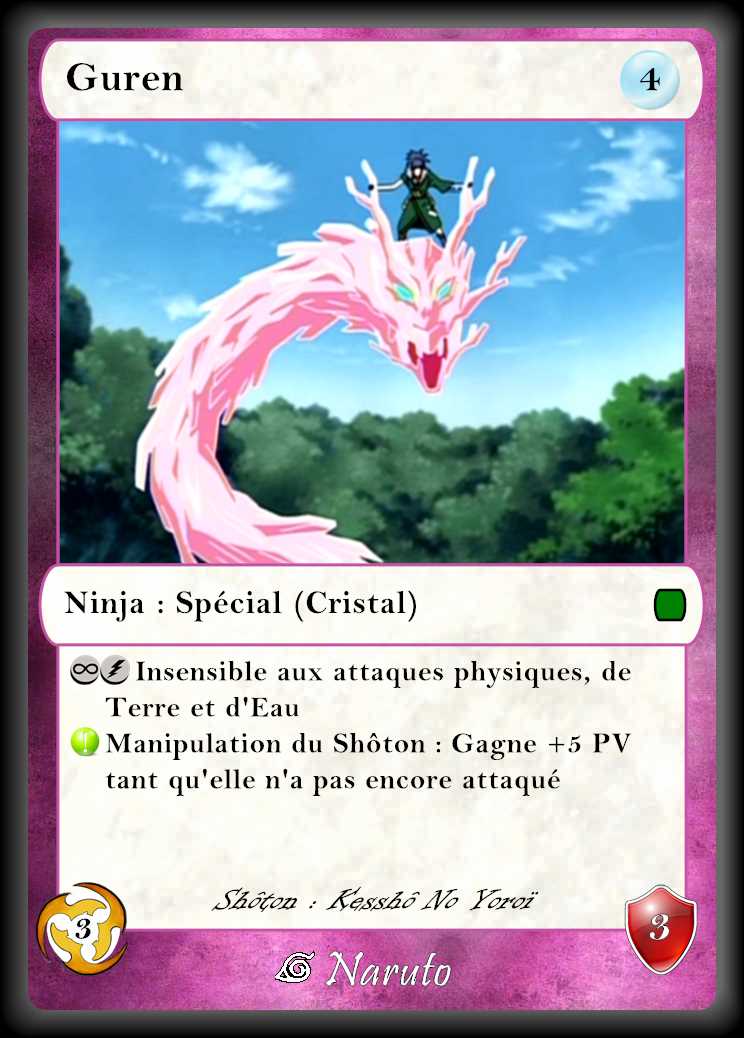 Guren
4
Ninja : Spécial (Cristal)
Insensible aux attaques physiques, de
Terre et d'Eau
Manipulation du Shôton : Gagne +5 PV
tant qu'elle n'a pas encore attaqué
Shôton : Kesshô No Yoroï
3
3
Naruto